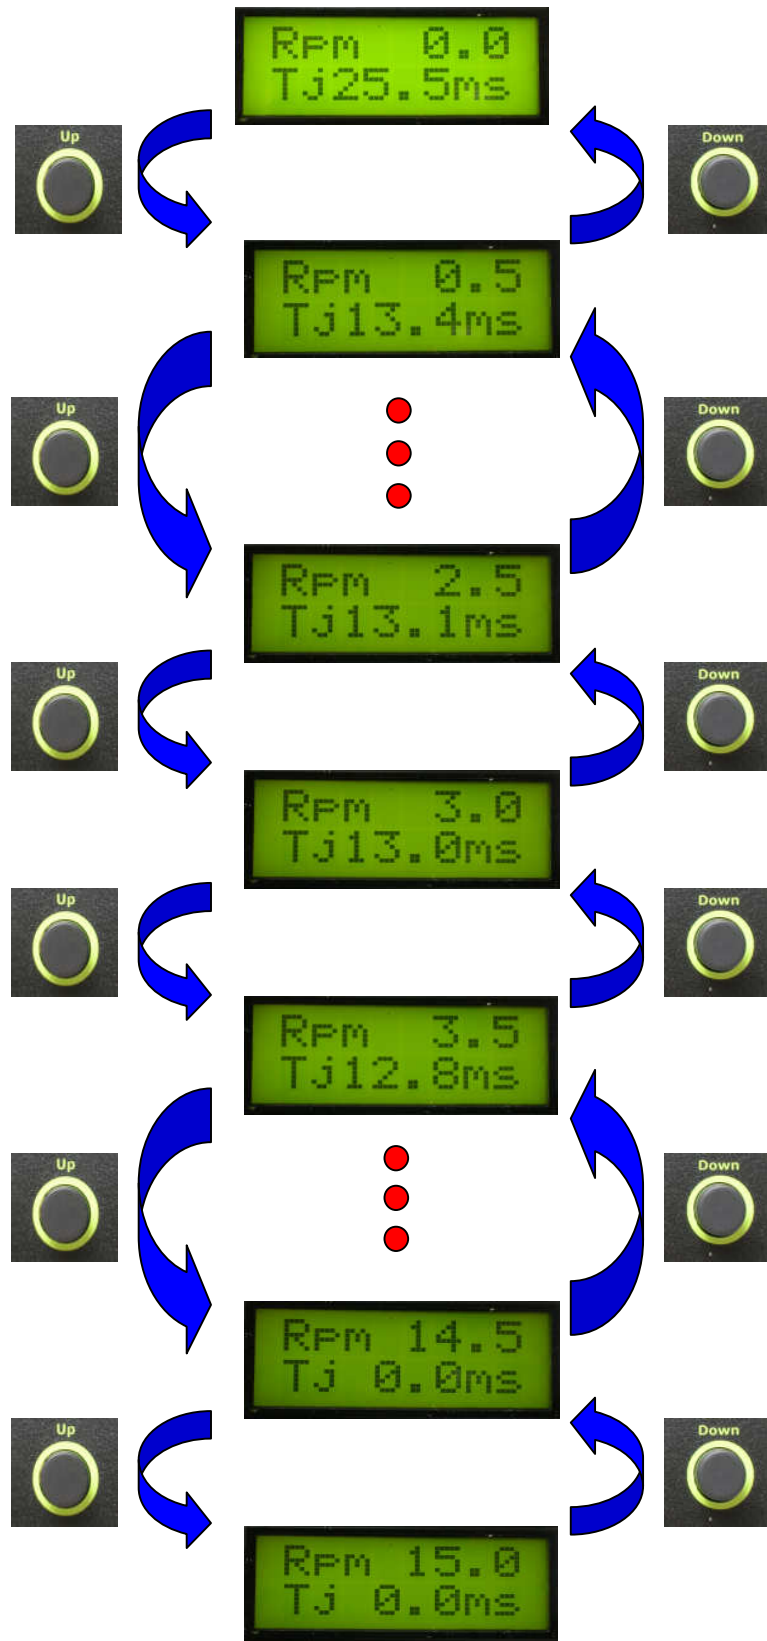 Rpm 0.0
Tj25.5ms
Up
Down
Rpm 0.5
Tj13.4ms
Up
Down
Rpm 2.5
Tj13.1ms
Up
Down
Rpm 3.0
Tj13.0ms
Up
Down
Rpm 3.5
Tj12.8ms
Up
Down
Rpm 14.5
Tj 0.0ms
Up
Down
Rpm 15.0
Tj 0.0ms